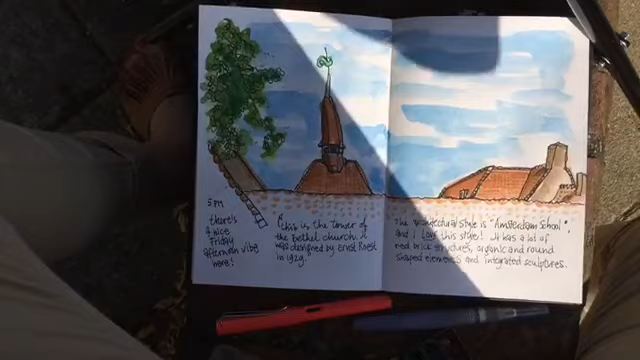 5 PM
there's
a nice
Friday
afternoon vibe
here!
This is the tower of
the Bethel church. It
was designed by Ernst Roest
in 1929.
The architectural style is "Amsterdam School",
and I Love this style! It has a lot of
red brick structures, organic and round
shaped elements and integrated sculptures.